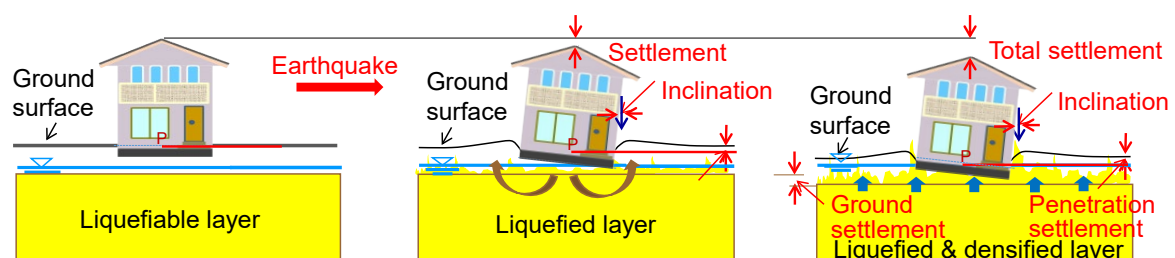 Ground
surface
P
Liquefiable layer
Earthquake
Settlement
Inclination
Ground
surface
P
Liquefied layer
Total settlement
Inclination
Ground
surface
P
Ground
settlement
Penetration
settlement
Liquefied & densified layer